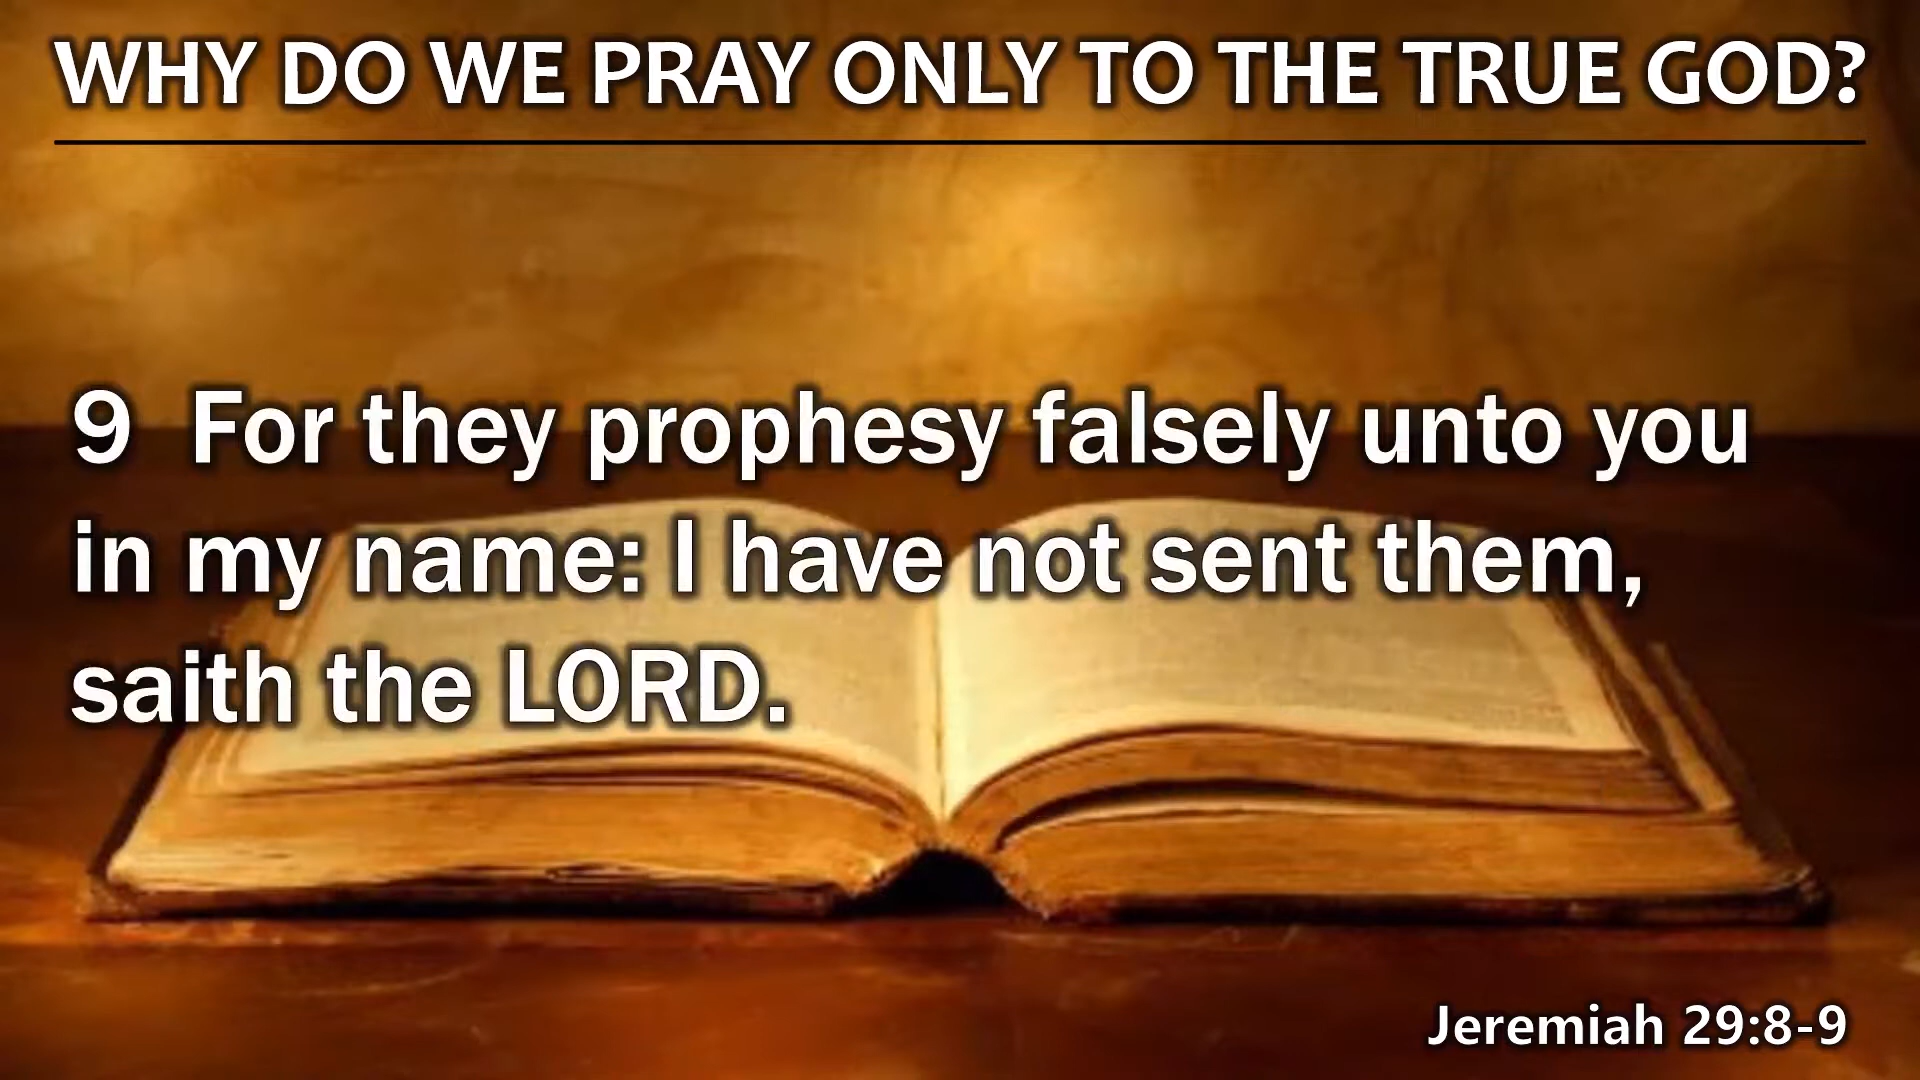 WHY DO WE PRAY ONLY TO THE TRUE GOD?
9 For they prophesy falsely unto you
in my name: I have not sent them,
saith the LORD.
Jeremiah 29:8-9